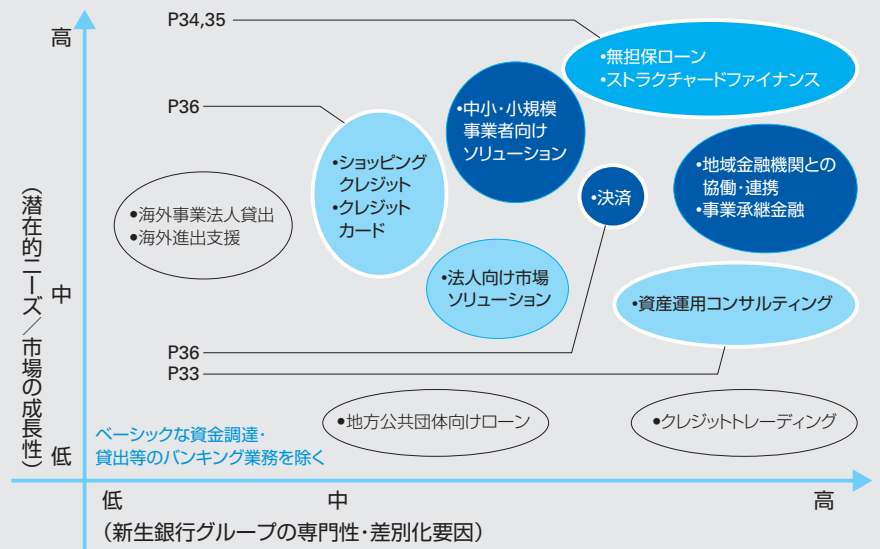 高
P34,35
•無担保ローン
•ストラクチャードファイナンス
P36
•中小・小規模
事業者向け
ソリューション
•ショッピング
クレジット
•クレジット
カード
•地域金融機関との
協働・連携
•事業承継金融
•決済
●海外事業法人貸出
●海外進出支援
(潜在的ニーズ/市場の成長性)
中
•法人向け市場
ソリューション
•資産運用コンサルティング
P36
P33
●地方公共団体向けローン
●クレジットトレーディング
ベーシックな資金調達・
貸出等のバンキング業務を除く
低
低
中
高
(新生銀行グループの専門性・差別化要因)